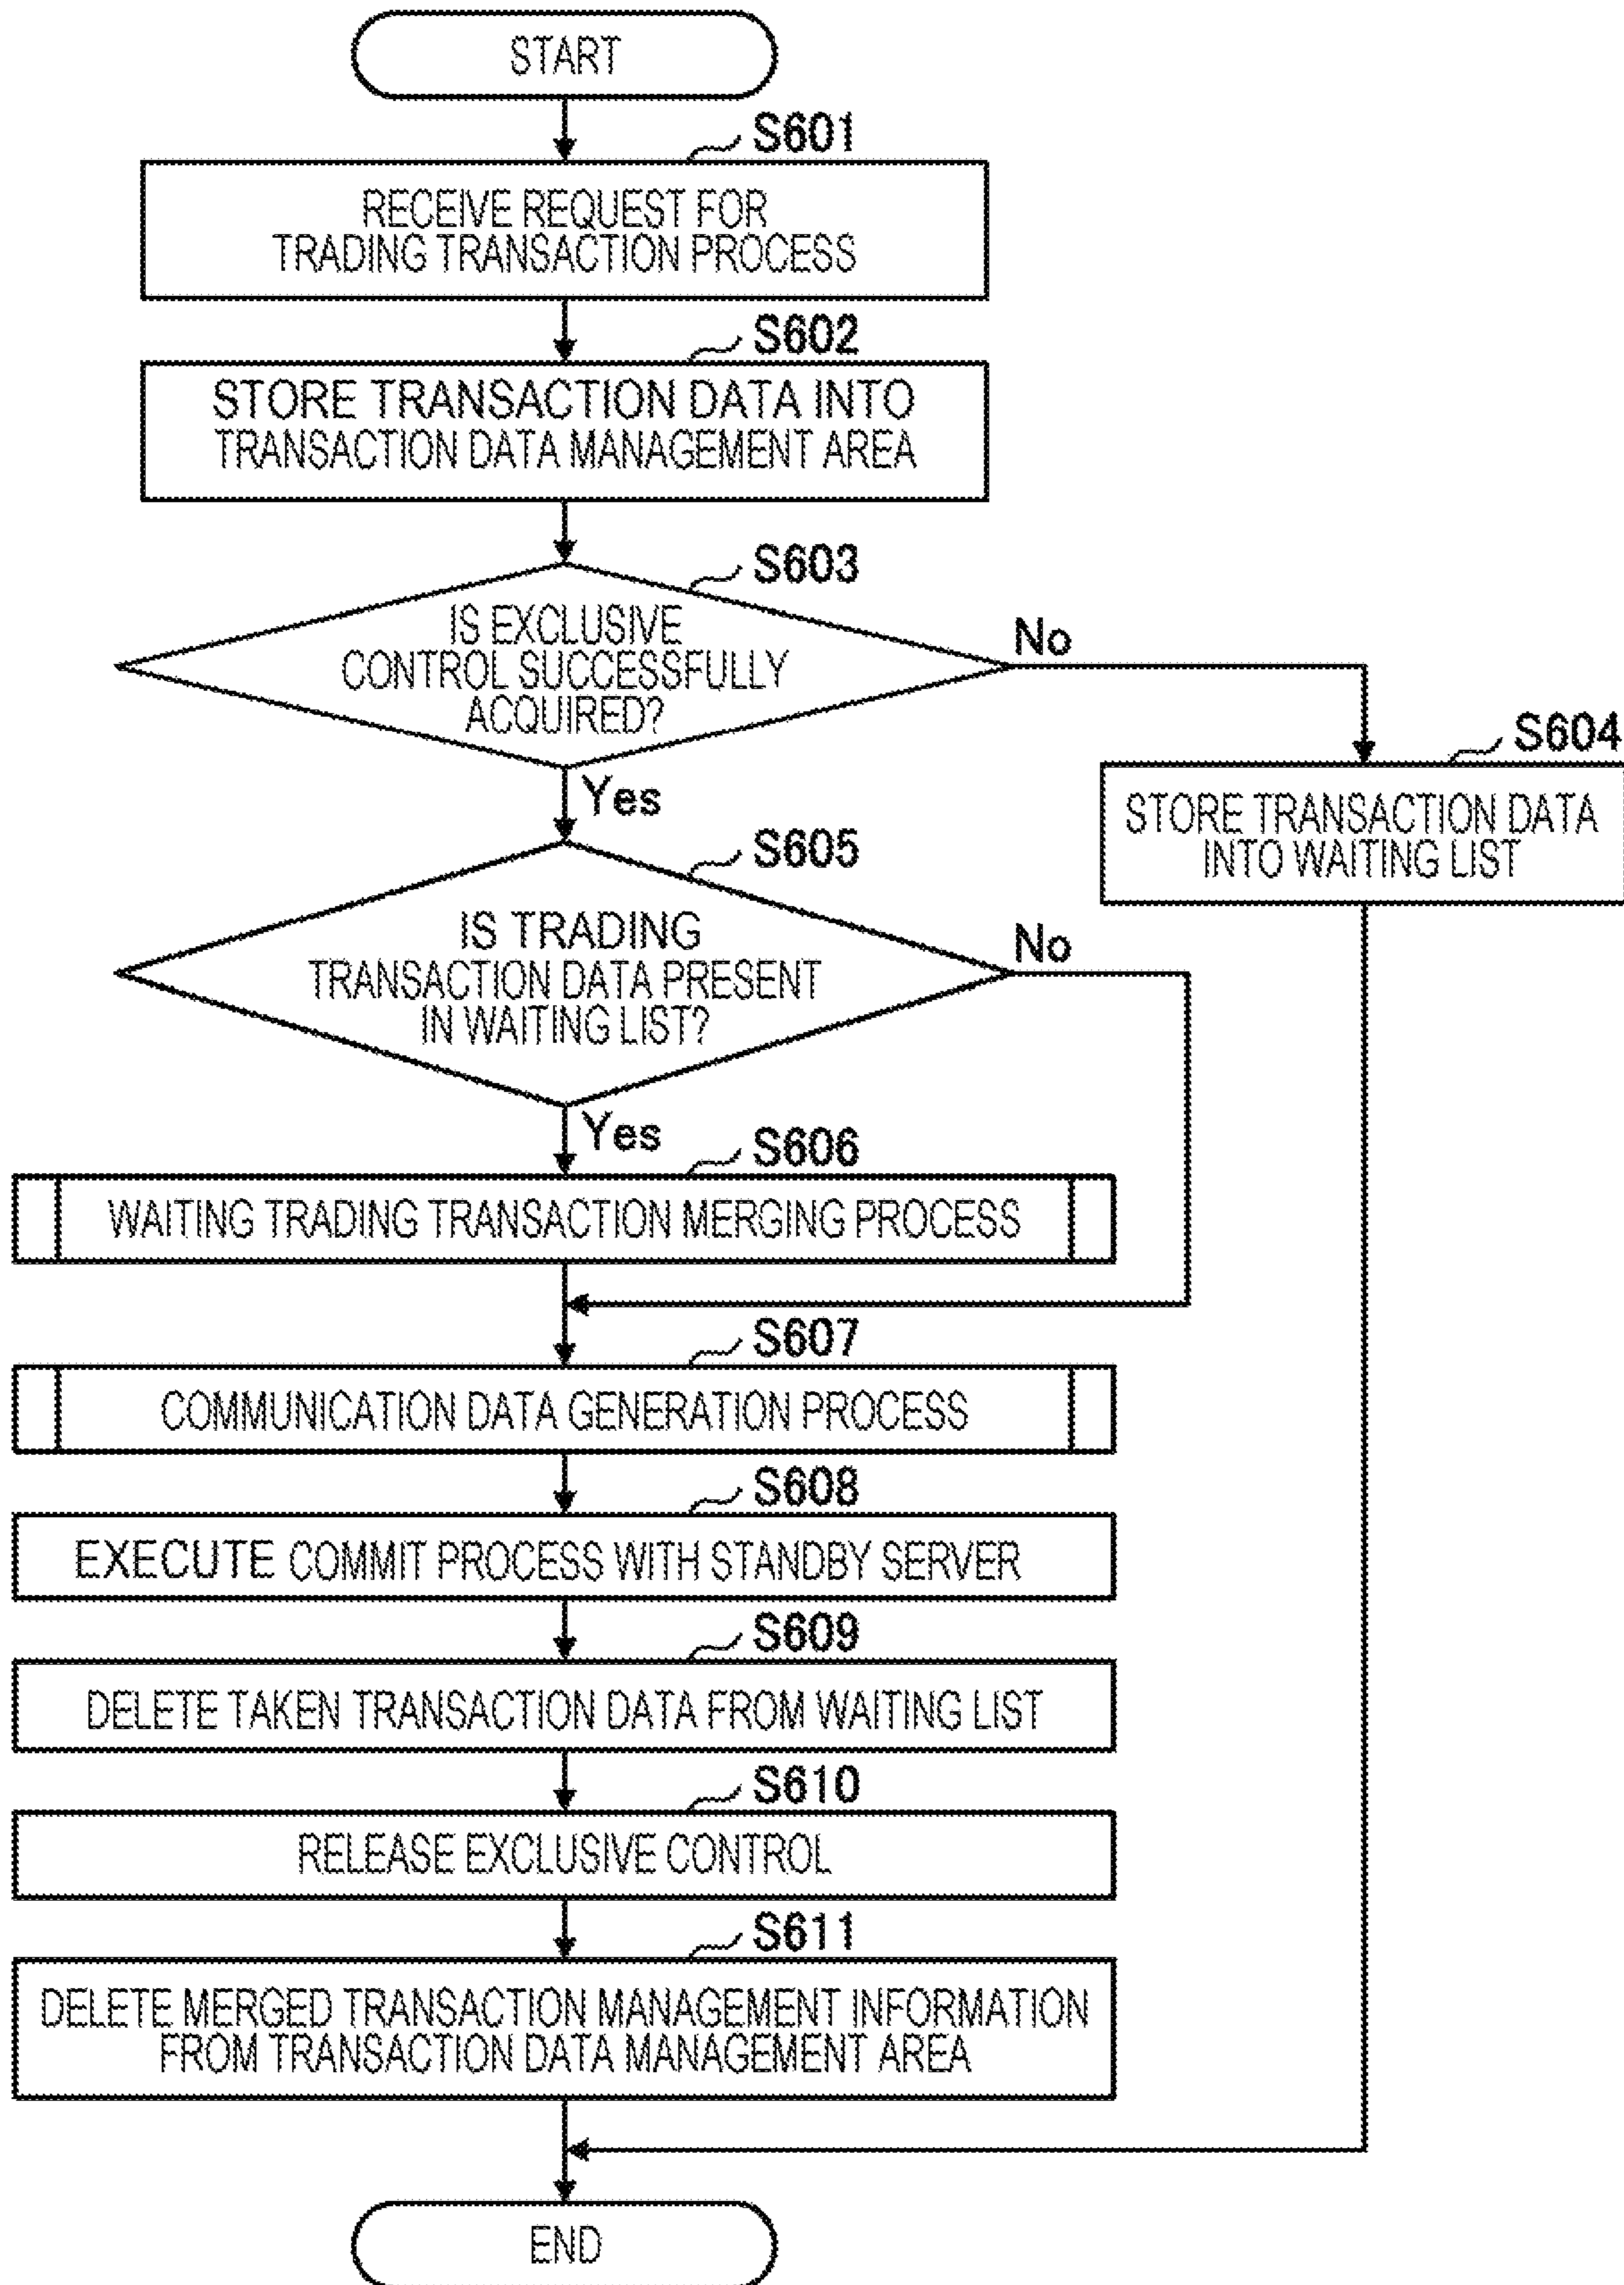 START
S601
RECEIVE REQUEST FOR
TRADING TRANSACTION PROCESS
S602
STORE TRANSACTION DATA INTO
TRANSACTION DATA MANAGEMENT AREA
S603
IS EXCLUSIVE
CONTROL SUCCESSFULLY
ACQUIRED?
No
Yes
S604
STORE TRANSACTION DATA
INTO WAITING LIST
S605
IS TRADING
TRANSACTION DATA PRESENT
IN WAITING LIST?
No
Yes
S606
WAITING TRADING TRANSACTION MERGING PROCESS
S607
COMMUNICATION DATA GENERATION PROCESS
S608
EXECUTE COMMIT PROCESS WITH STANDBY SERVER
S609
DELETE TAKEN TRANSACTION DATA FROM WAITING LIST
S610
RELEASE EXCLUSIVE CONTROL
S611
DELETE MERGED TRANSACTION MANAGEMENT INFORMATION
FROM TRANSACTION DATA MANAGEMENT AREA
END